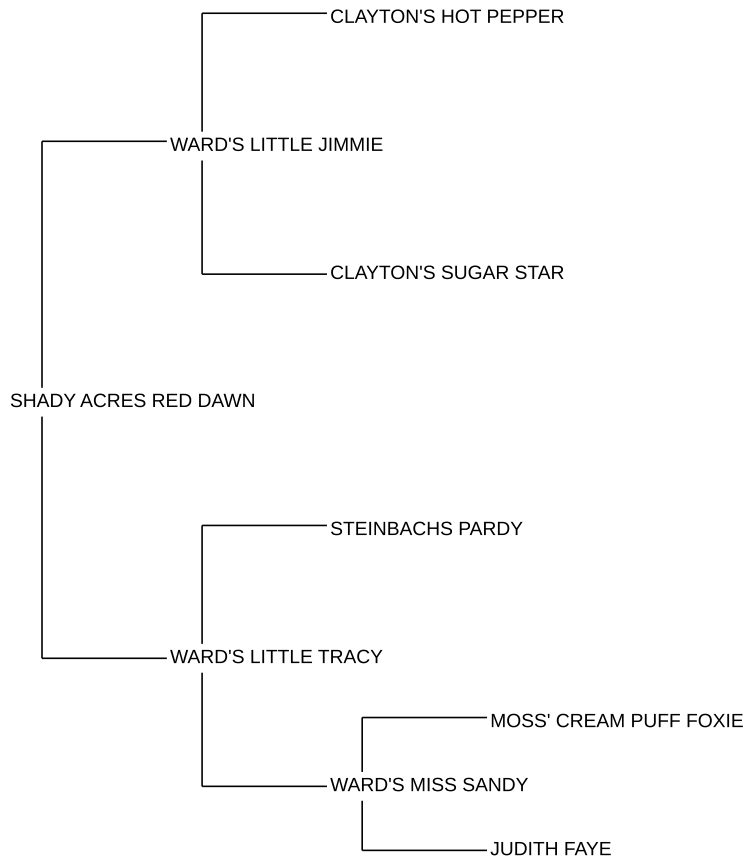 CLAYTON'S HOT PEPPER
WARD'S LITTLE JIMMIE
CLAYTON'S SUGAR STAR
SHADY ACRES RED DAWN
STEINBACHS PARDY
WARD'S LITTLE TRACY
MOSS' CREAM PUFF FOXIE
WARD'S MISS SANDY
JUDITH FAYE